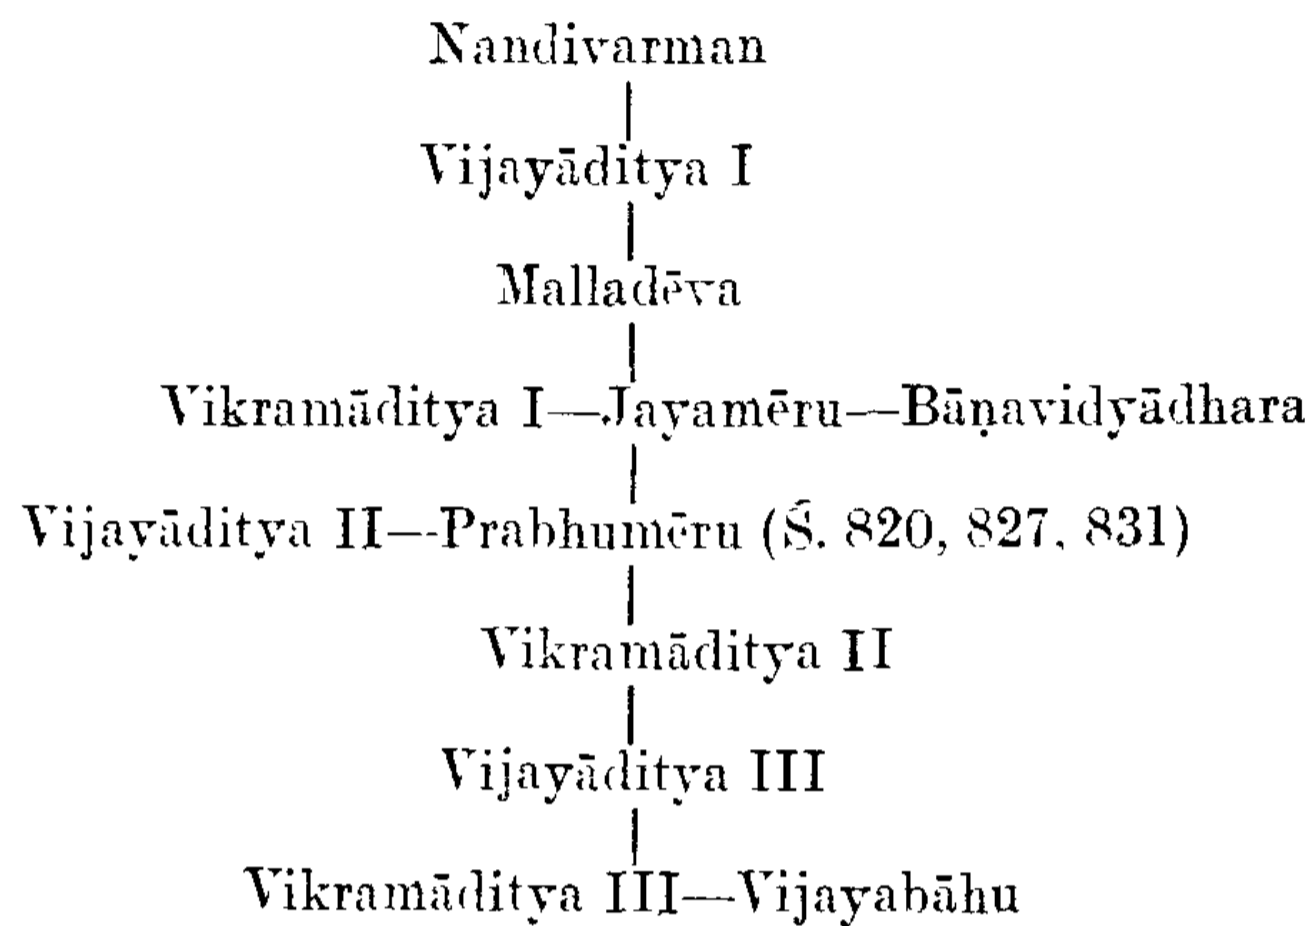 Nandivarman
Vijayāditya I
Malladēva
Vikramāditya I—Jayamēru—Bāṇavidyādhara
Vijayāditya II—Prabhumēru (Ś. 820, 827, 831)
Vikramāditya II
Vijayāditya III
Vikramāditya III—Vijayabāhu